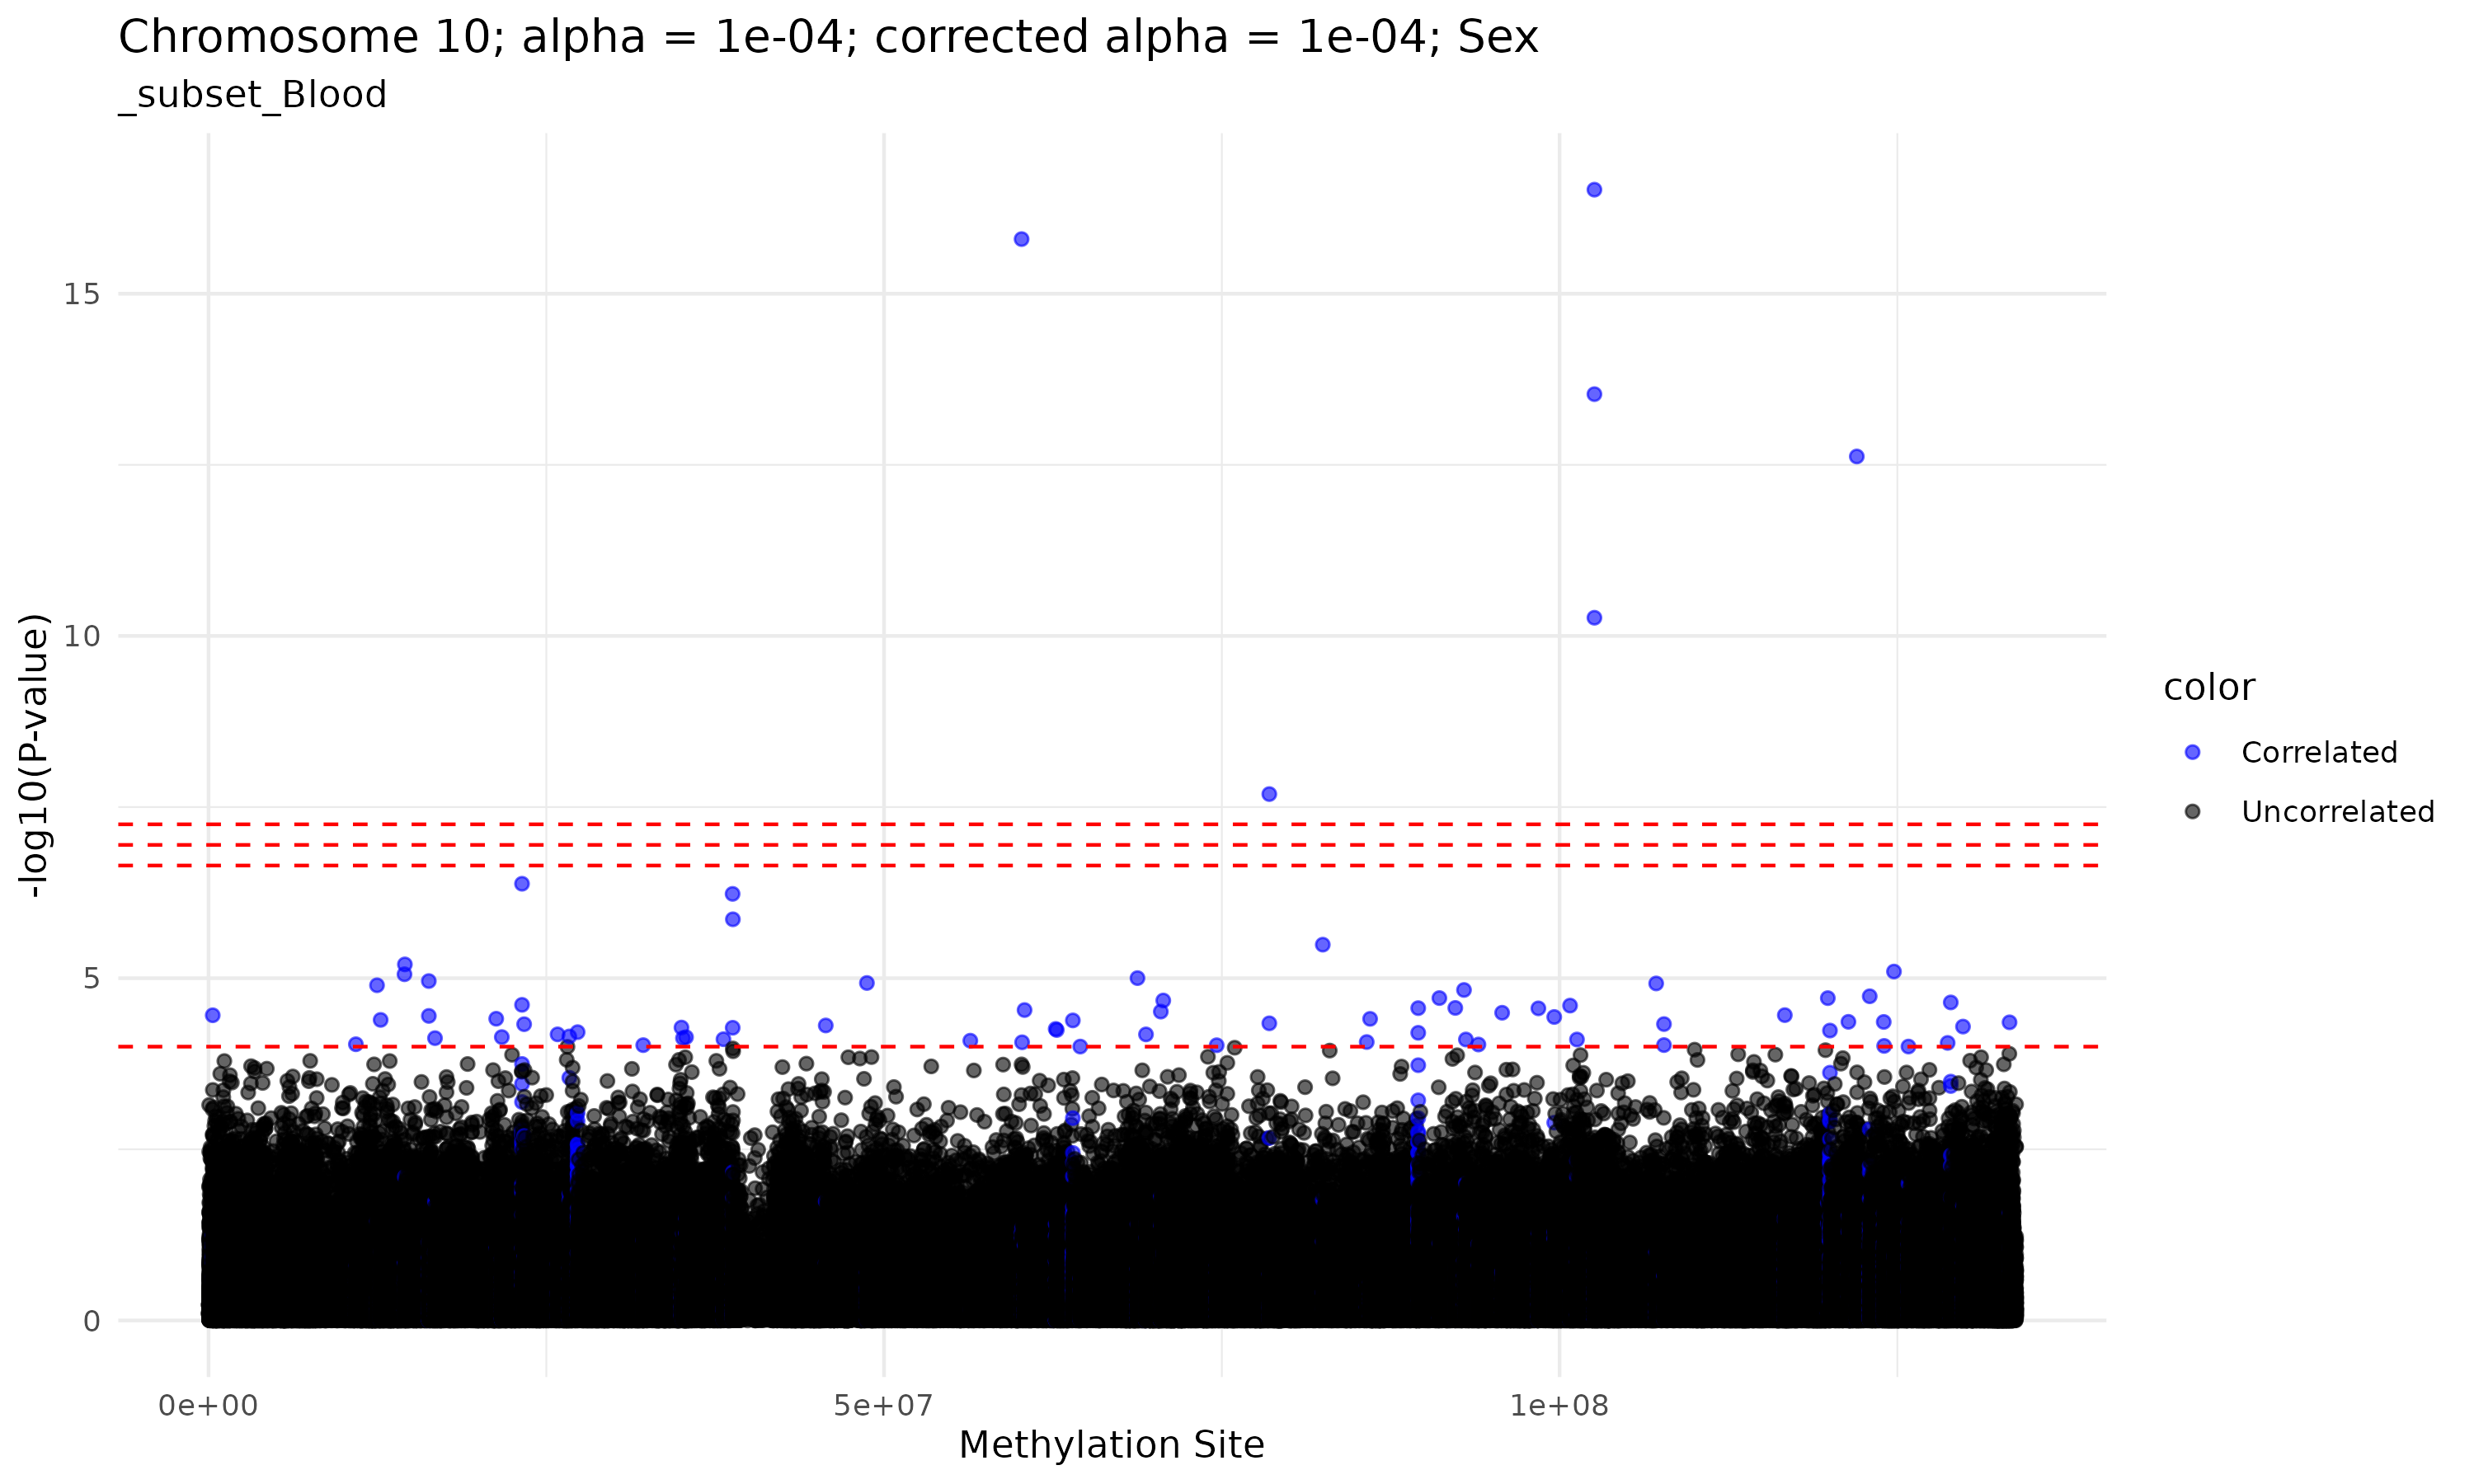 Chromosome 10; alpha = 1e-04; corrected alpha = 1e-04; Sex
_subset_Blood
-log10(P-value)
15
10
5
0
0e+00
5e+07
1e+08
Methylation Site
color
Correlated
Uncorrelated